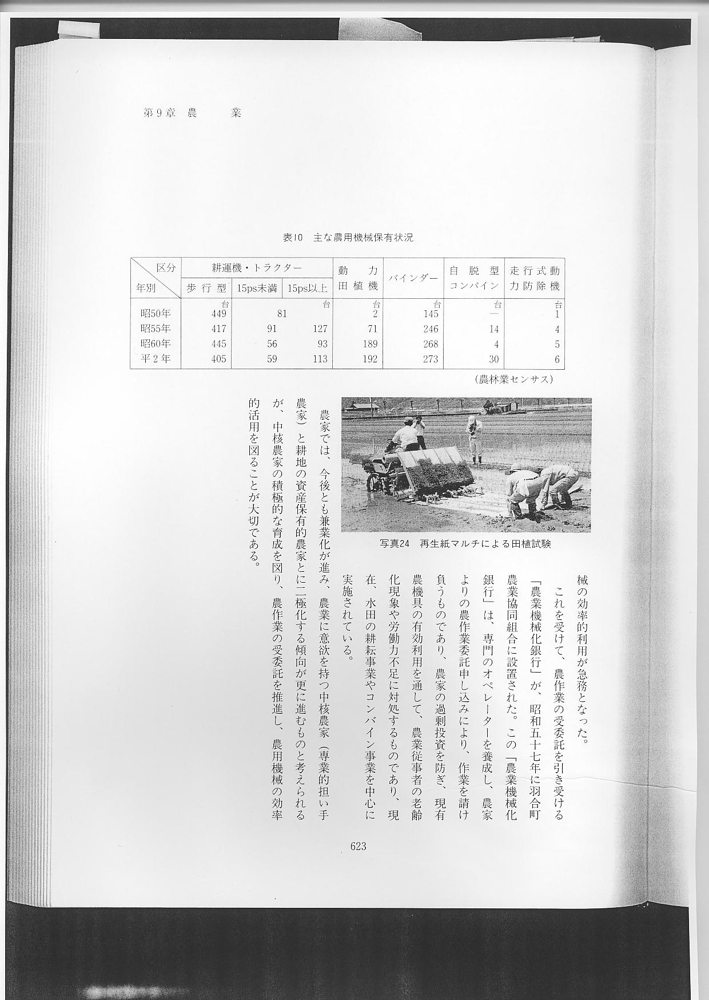 第9章 農 業
表10 主な農用機械保有状況
区分 年別 耕運機・トラクター 動力田植機 バインダー 自脱型コンバイン 走行式動力防除機
歩行型 15ps未満 15ps以上
台 台 台 台 台 台
昭50年 449 81 2 145 — 1
昭55年 417 91 127 71 246 14 4
昭60年 445 56 93 189 268 4 5
平2年 405 59 113 192 273 30 6
(農林業センサス)
写真24 再生紙マルチによる田植試験
械の効率的利用が急務となった。
これを受けて、農作業の受委託を引き受ける
「農業機械化銀行」が、昭和五十七年に羽合町
農業協同組合に設置された。この「農業機械化
銀行」は、専門のオペレーターを養成し、農家
よりの農作業委託申し込みにより、作業を請け
負うものであり、農家の過剰投資を防ぎ、現有
農機具の有効利用を通して、農業従事者の老齢
化現象や労働力不足に対処するものであり、現
在、水田の耕耘事業やコンバイン事業を中心に
実施されている。
農家では、今後とも兼業化が進み、農業に意欲を持つ中核農家（専業的担い手
農家）と耕地の資産保有的農家とに二極化する傾向が更に進むものと考えられる
が、中核農家の積極的な育成を図り、農作業の受委託を推進し、農用機械の効率
的活用を図ることが大切である。
623